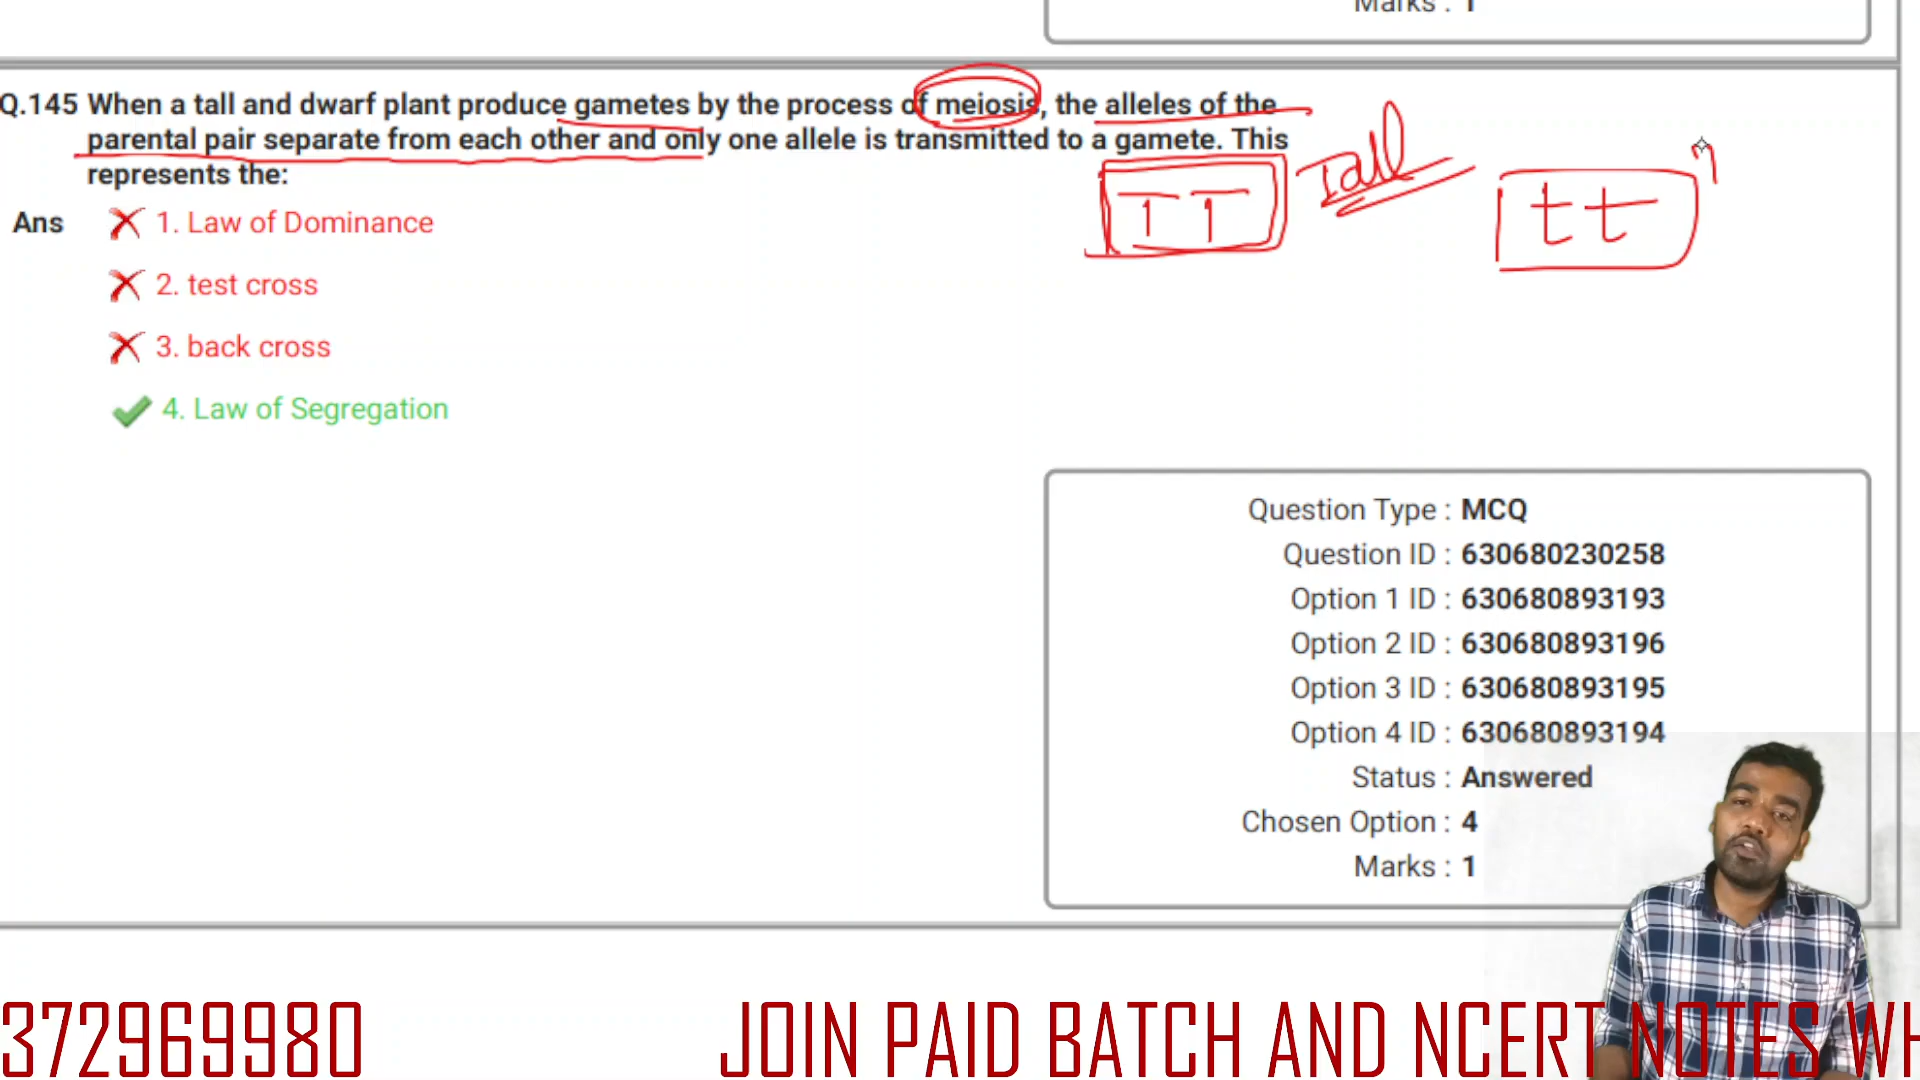 Marks : 1
Q.145 When a tall and dwarf plant produce gametes by the process of meiosis, the alleles of the
parental pair separate from each other and only one allele is transmitted to a gamete. This
represents the:
TT Tall tt
Ans 1. Law of Dominance
2. test cross
3. back cross
4. Law of Segregation
Question Type : MCQ
Question ID : 630680230258
Option 1 ID : 630680893193
Option 2 ID : 630680893196
Option 3 ID : 630680893195
Option 4 ID : 630680893194
Status : Answered
Chosen Option : 4
Marks : 1
372969980 JOIN PAID BATCH AND NCERT NOTES WH